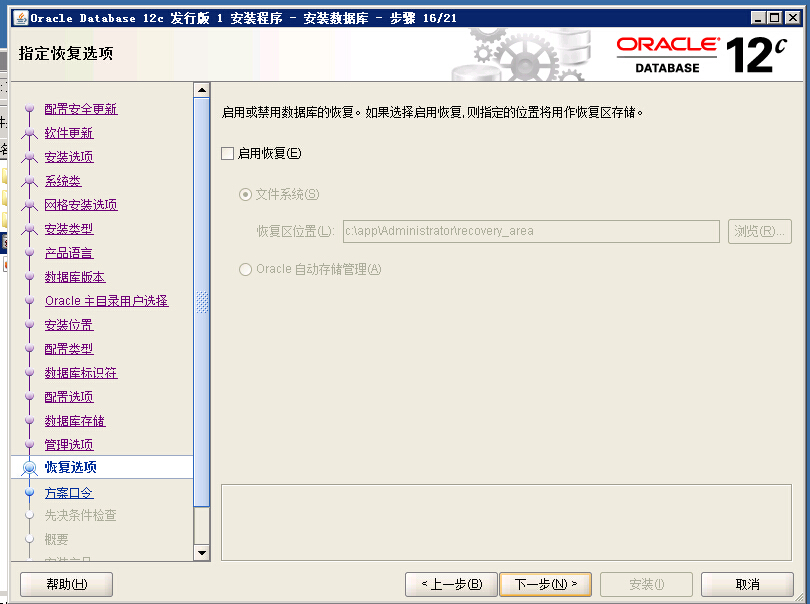 Oracle Database 12c 发行版 1 安装程序 - 安装数据库 - 步骤 16/21
指定恢复选项
ORACLE
DATABASE
12c
配置安全更新
软件更新
安装选项
系统类
网格安装选项
安装类型
产品语言
数据库版本
Oracle 主目录用户选择
安装位置
配置类型
数据库标识符
配置选项
数据库存储
管理选项
恢复选项
方案口令
先决条件检查
概要
启用或禁用数据库的恢复。如果选择启用恢复,则指定的位置将用作恢复区存储。
启用恢复(E)
文件系统(S)
恢复区位置(L): c:\app\Administrator\recovery_area 浏览(R)...
Oracle 自动存储管理(A)
帮助(H) < 上一步(B) 下一步(N) > 安装(I) 取消